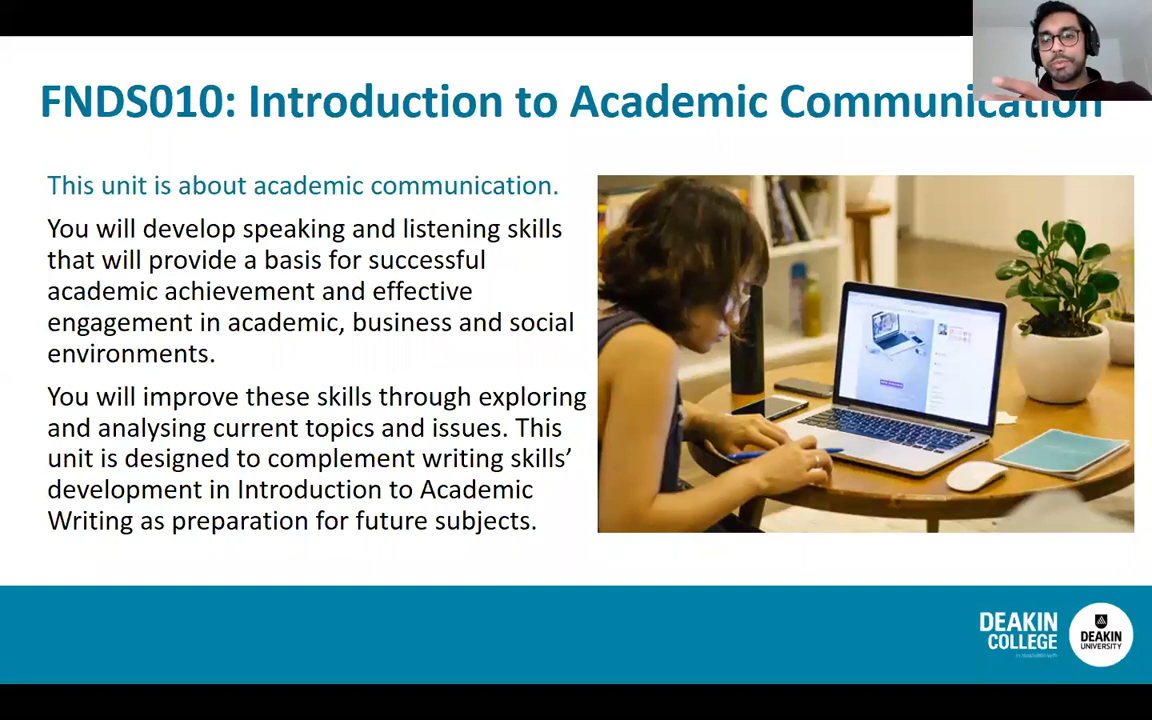 FNDS010: Introduction to Academic Communication
This unit is about academic communication.
You will develop speaking and listening skills
that will provide a basis for successful
academic achievement and effective
engagement in academic, business and social
environments.
You will improve these skills through exploring
and analysing current topics and issues. This
unit is designed to complement writing skills’
development in Introduction to Academic
Writing as preparation for future subjects.
DEAKIN
COLLEGE
DEAKIN
UNIVERSITY